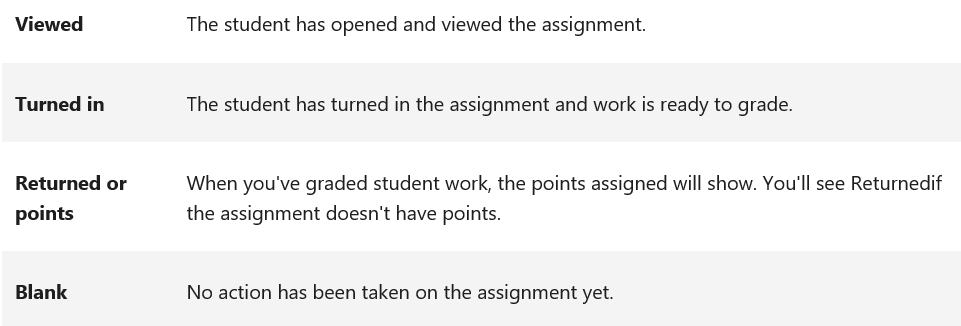 Viewed The student has opened and viewed the assignment.
Turned in The student has turned in the assignment and work is ready to grade.
Returned or When you've graded student work, the points assigned will show. You'll see Returnedif
points the assignment doesn't have points.
Blank No action has been taken on the assignment yet.